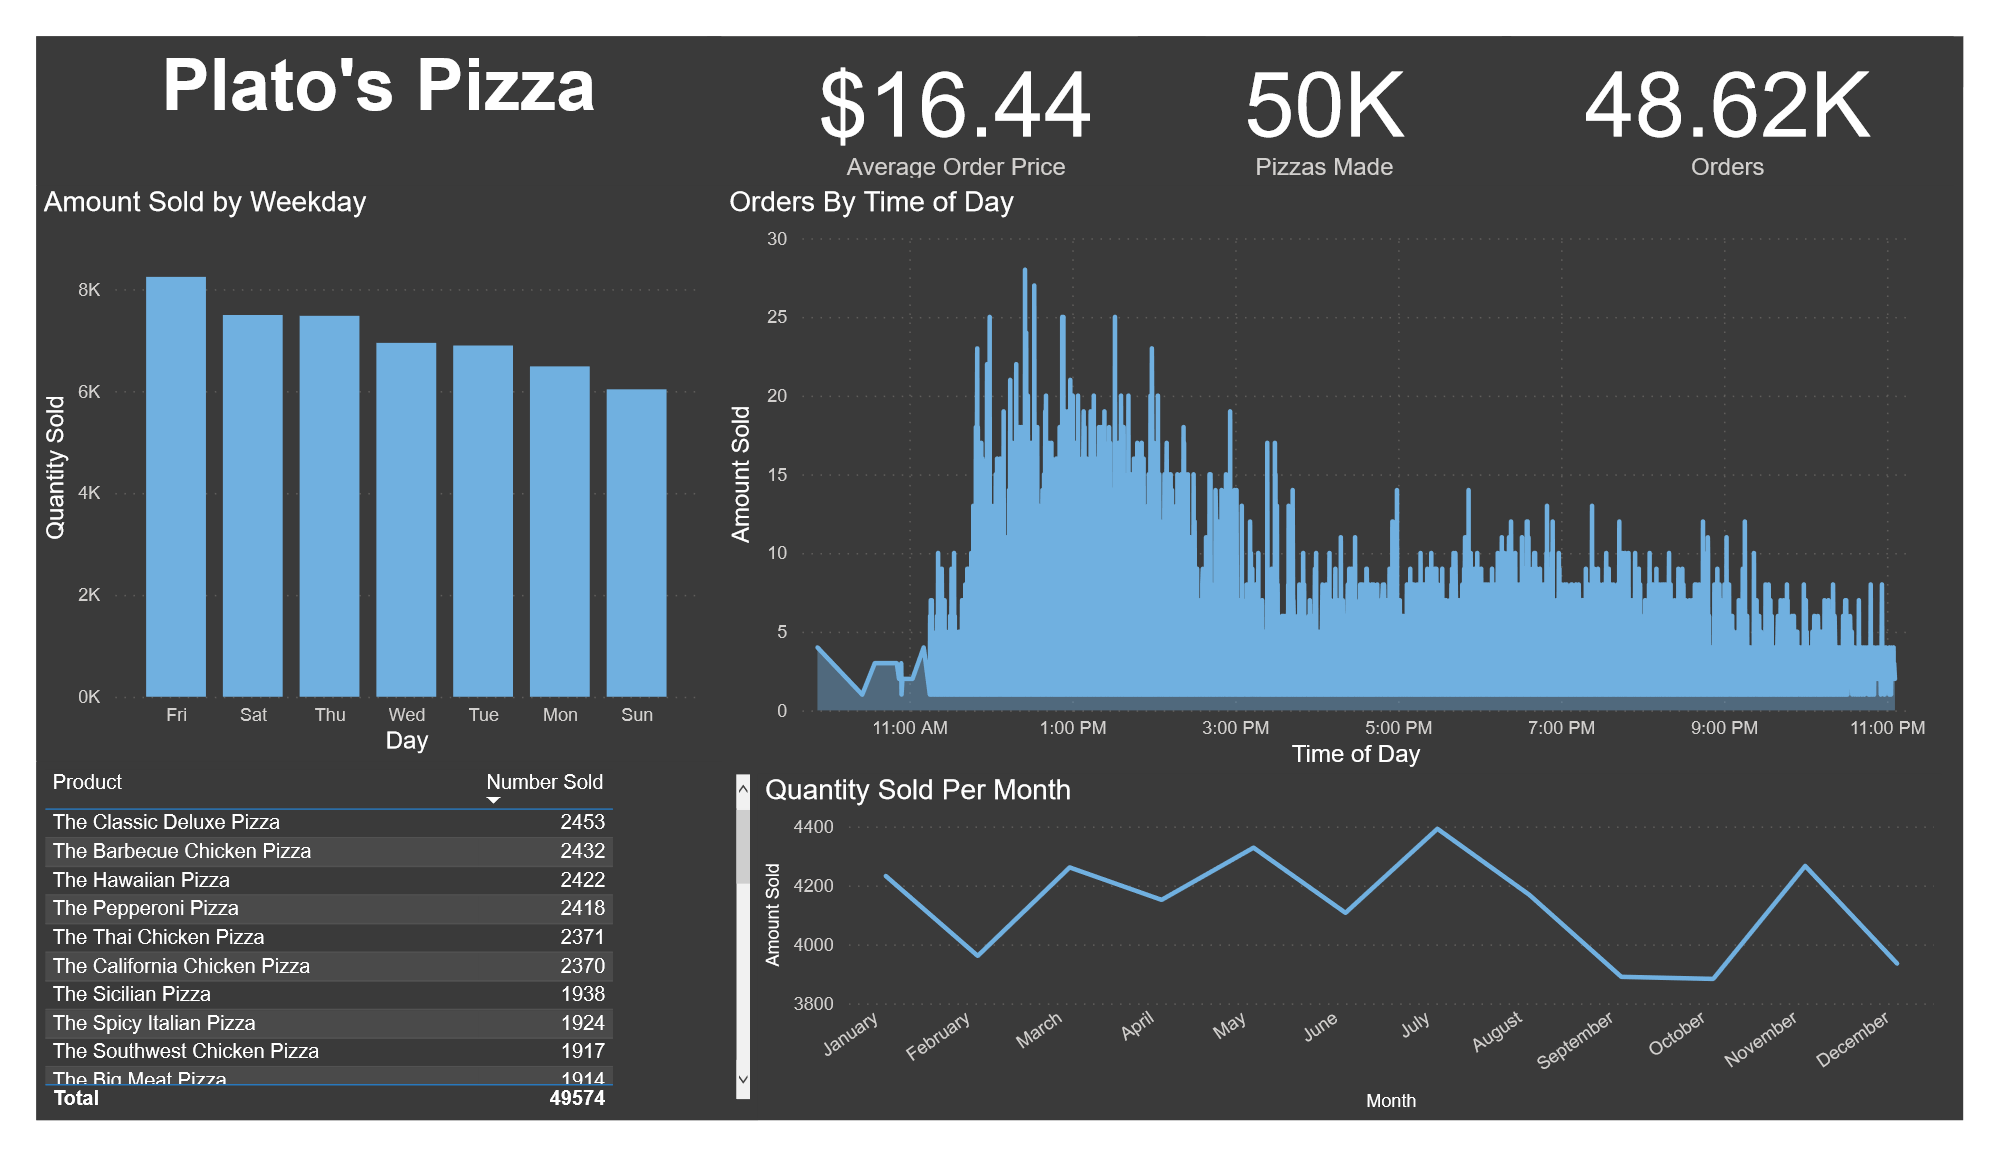 Plato's Pizza
$16.44
Average Order Price
50K
Pizzas Made
48.62K
Orders
Amount Sold by Weekday
Quantity Sold
8K
6K
4K
2K
0K
Fri Sat Thu Wed Tue Mon Sun
Day
Orders By Time of Day
Amount Sold
30
25
20
15
10
5
0
11:00 AM 1:00 PM 3:00 PM 5:00 PM 7:00 PM 9:00 PM 11:00 PM
Time of Day
Product Number Sold
The Classic Deluxe Pizza 2453
The Barbecue Chicken Pizza 2432
The Hawaiian Pizza 2422
The Pepperoni Pizza 2418
The Thai Chicken Pizza 2371
The California Chicken Pizza 2370
The Sicilian Pizza 1938
The Spicy Italian Pizza 1924
The Southwest Chicken Pizza 1917
The Big Meat Pizza 1914
Total 49574
Quantity Sold Per Month
Amount Sold
4400
4200
4000
3800
January February March April May June July August September October November December
Month